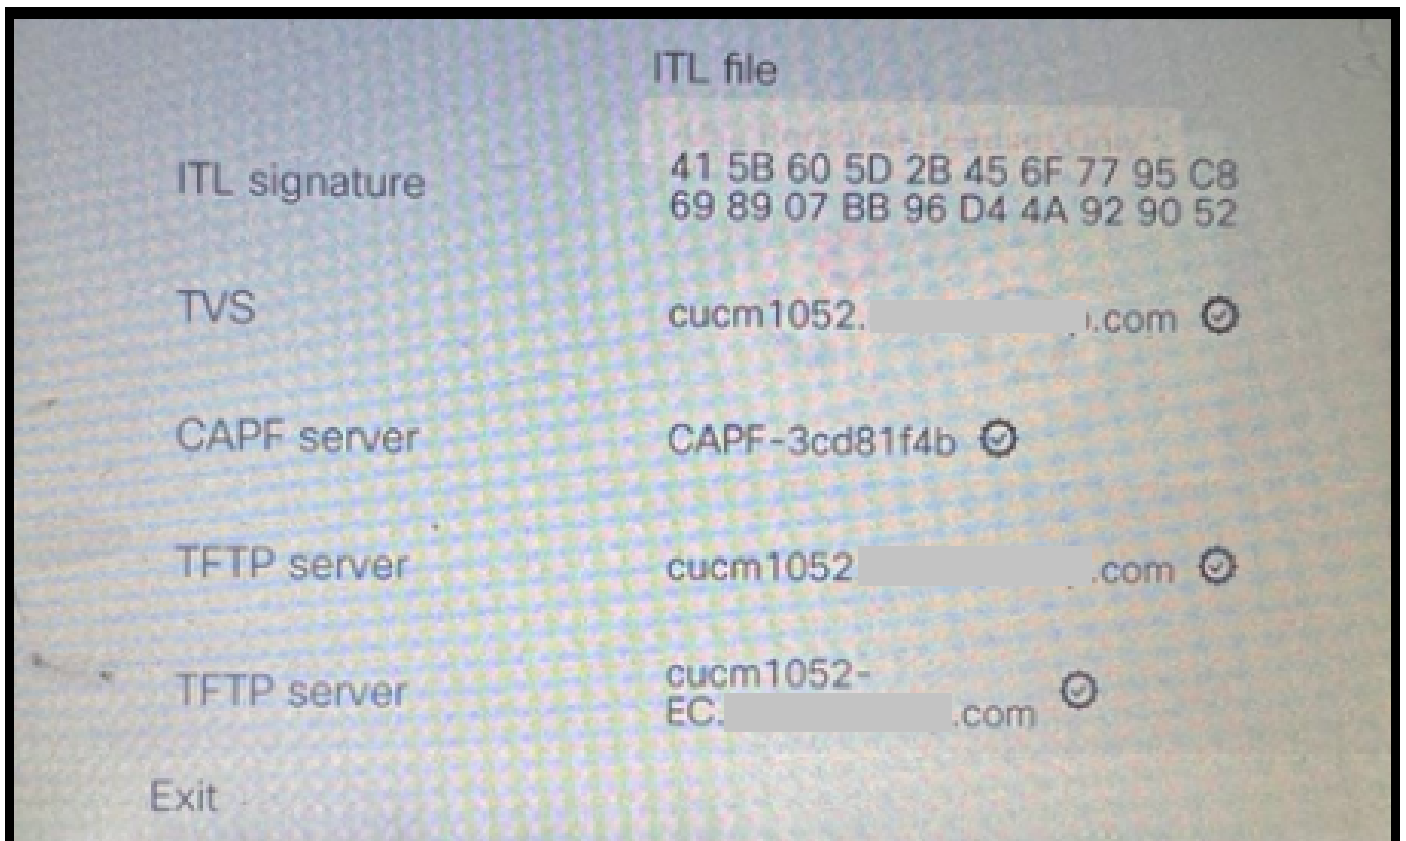 ITL file
ITL signature
41 5B 60 5D 2B 45 6F 77 95 C8
69 89 07 BB 96 D4 4A 92 90 52
TVS
cucm1052. .com
CAPF server
CAPF-3cd81f4b
TFTP server
cucm1052 .com
TFTP server
cucm1052-
EC. .com
Exit